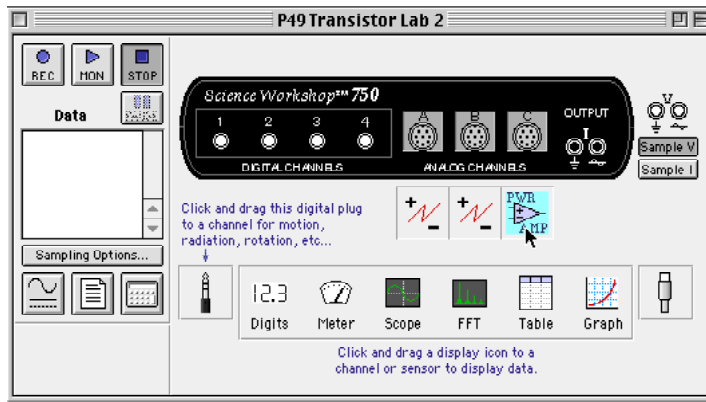 P49 Transistor Lab 2
REC MON STOP
Data
Science Workshop™ 750
1 2 3 4
A B C
OUTPUT
I
V
DIGITAL CHANNELS
ANALOG CHANNELS
Sample V
Sample I
Click and drag this digital plug
to a channel for motion,
radiation, rotation, etc...
PWR
AMP
Sampling Options...
12.3
Digits Meter Scope FFT Table Graph
Click and drag a display icon to a
channel or sensor to display data.